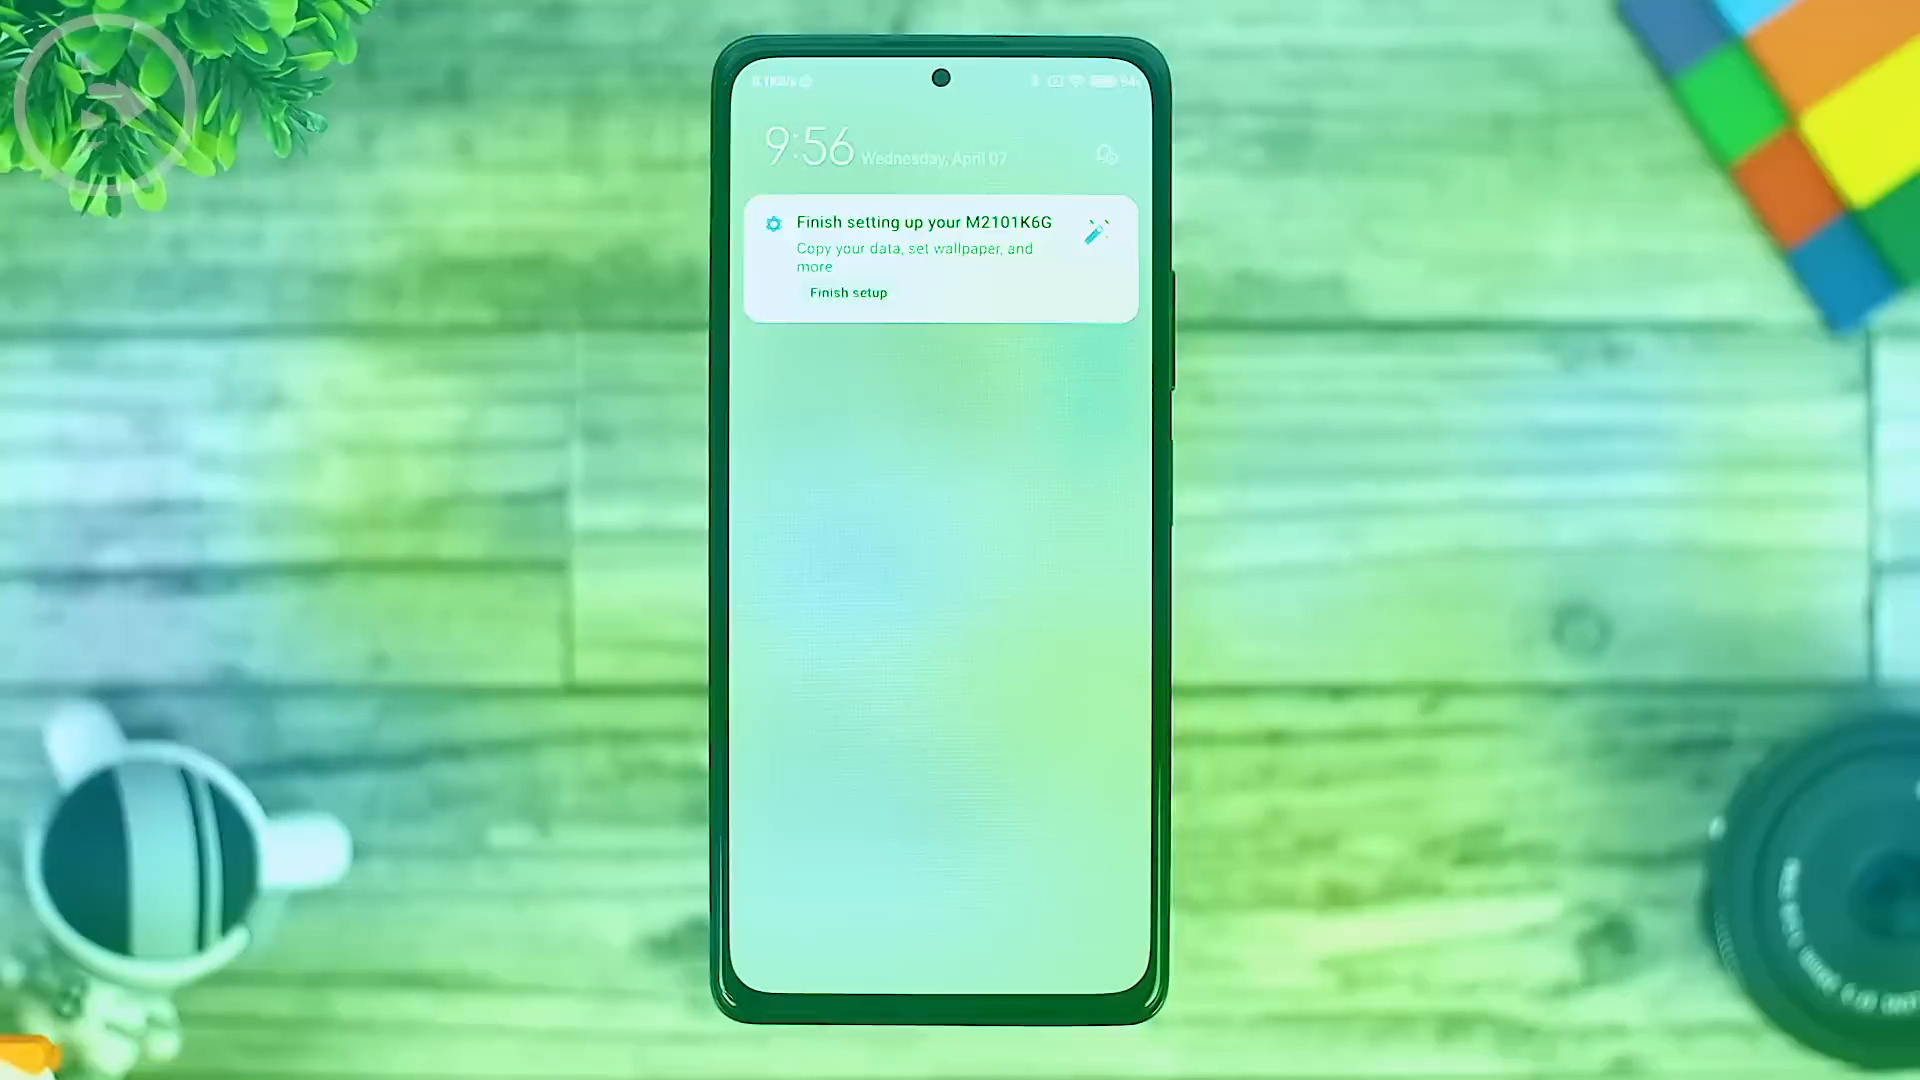 9:56 Wednesday, April 07
Finish setting up your M2101K6G
Copy your data, set wallpaper, and
more
Finish setup